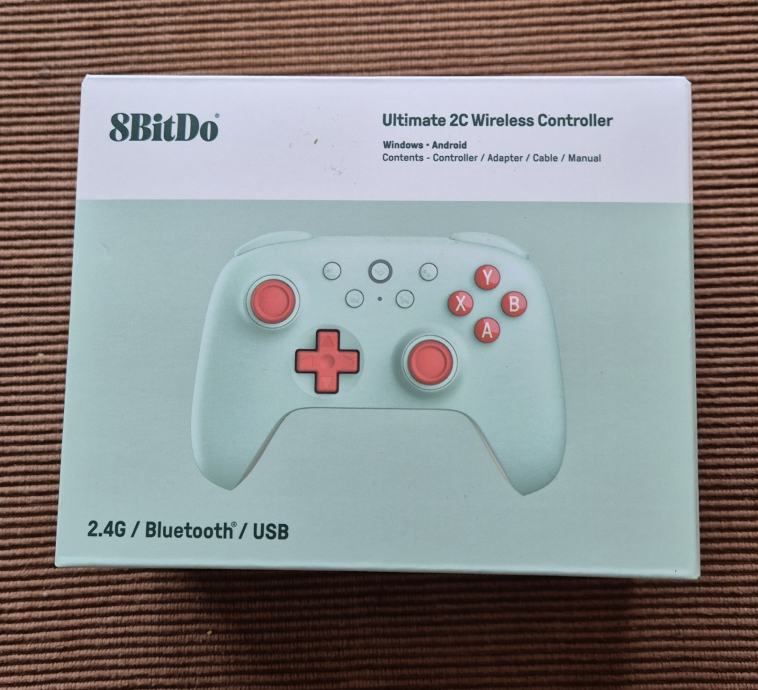 8BitDo®
Ultimate 2C Wireless Controller
Windows · Android
Contents - Controller / Adapter / Cable / Manual
Y
X B
A
2.4G / Bluetooth® / USB